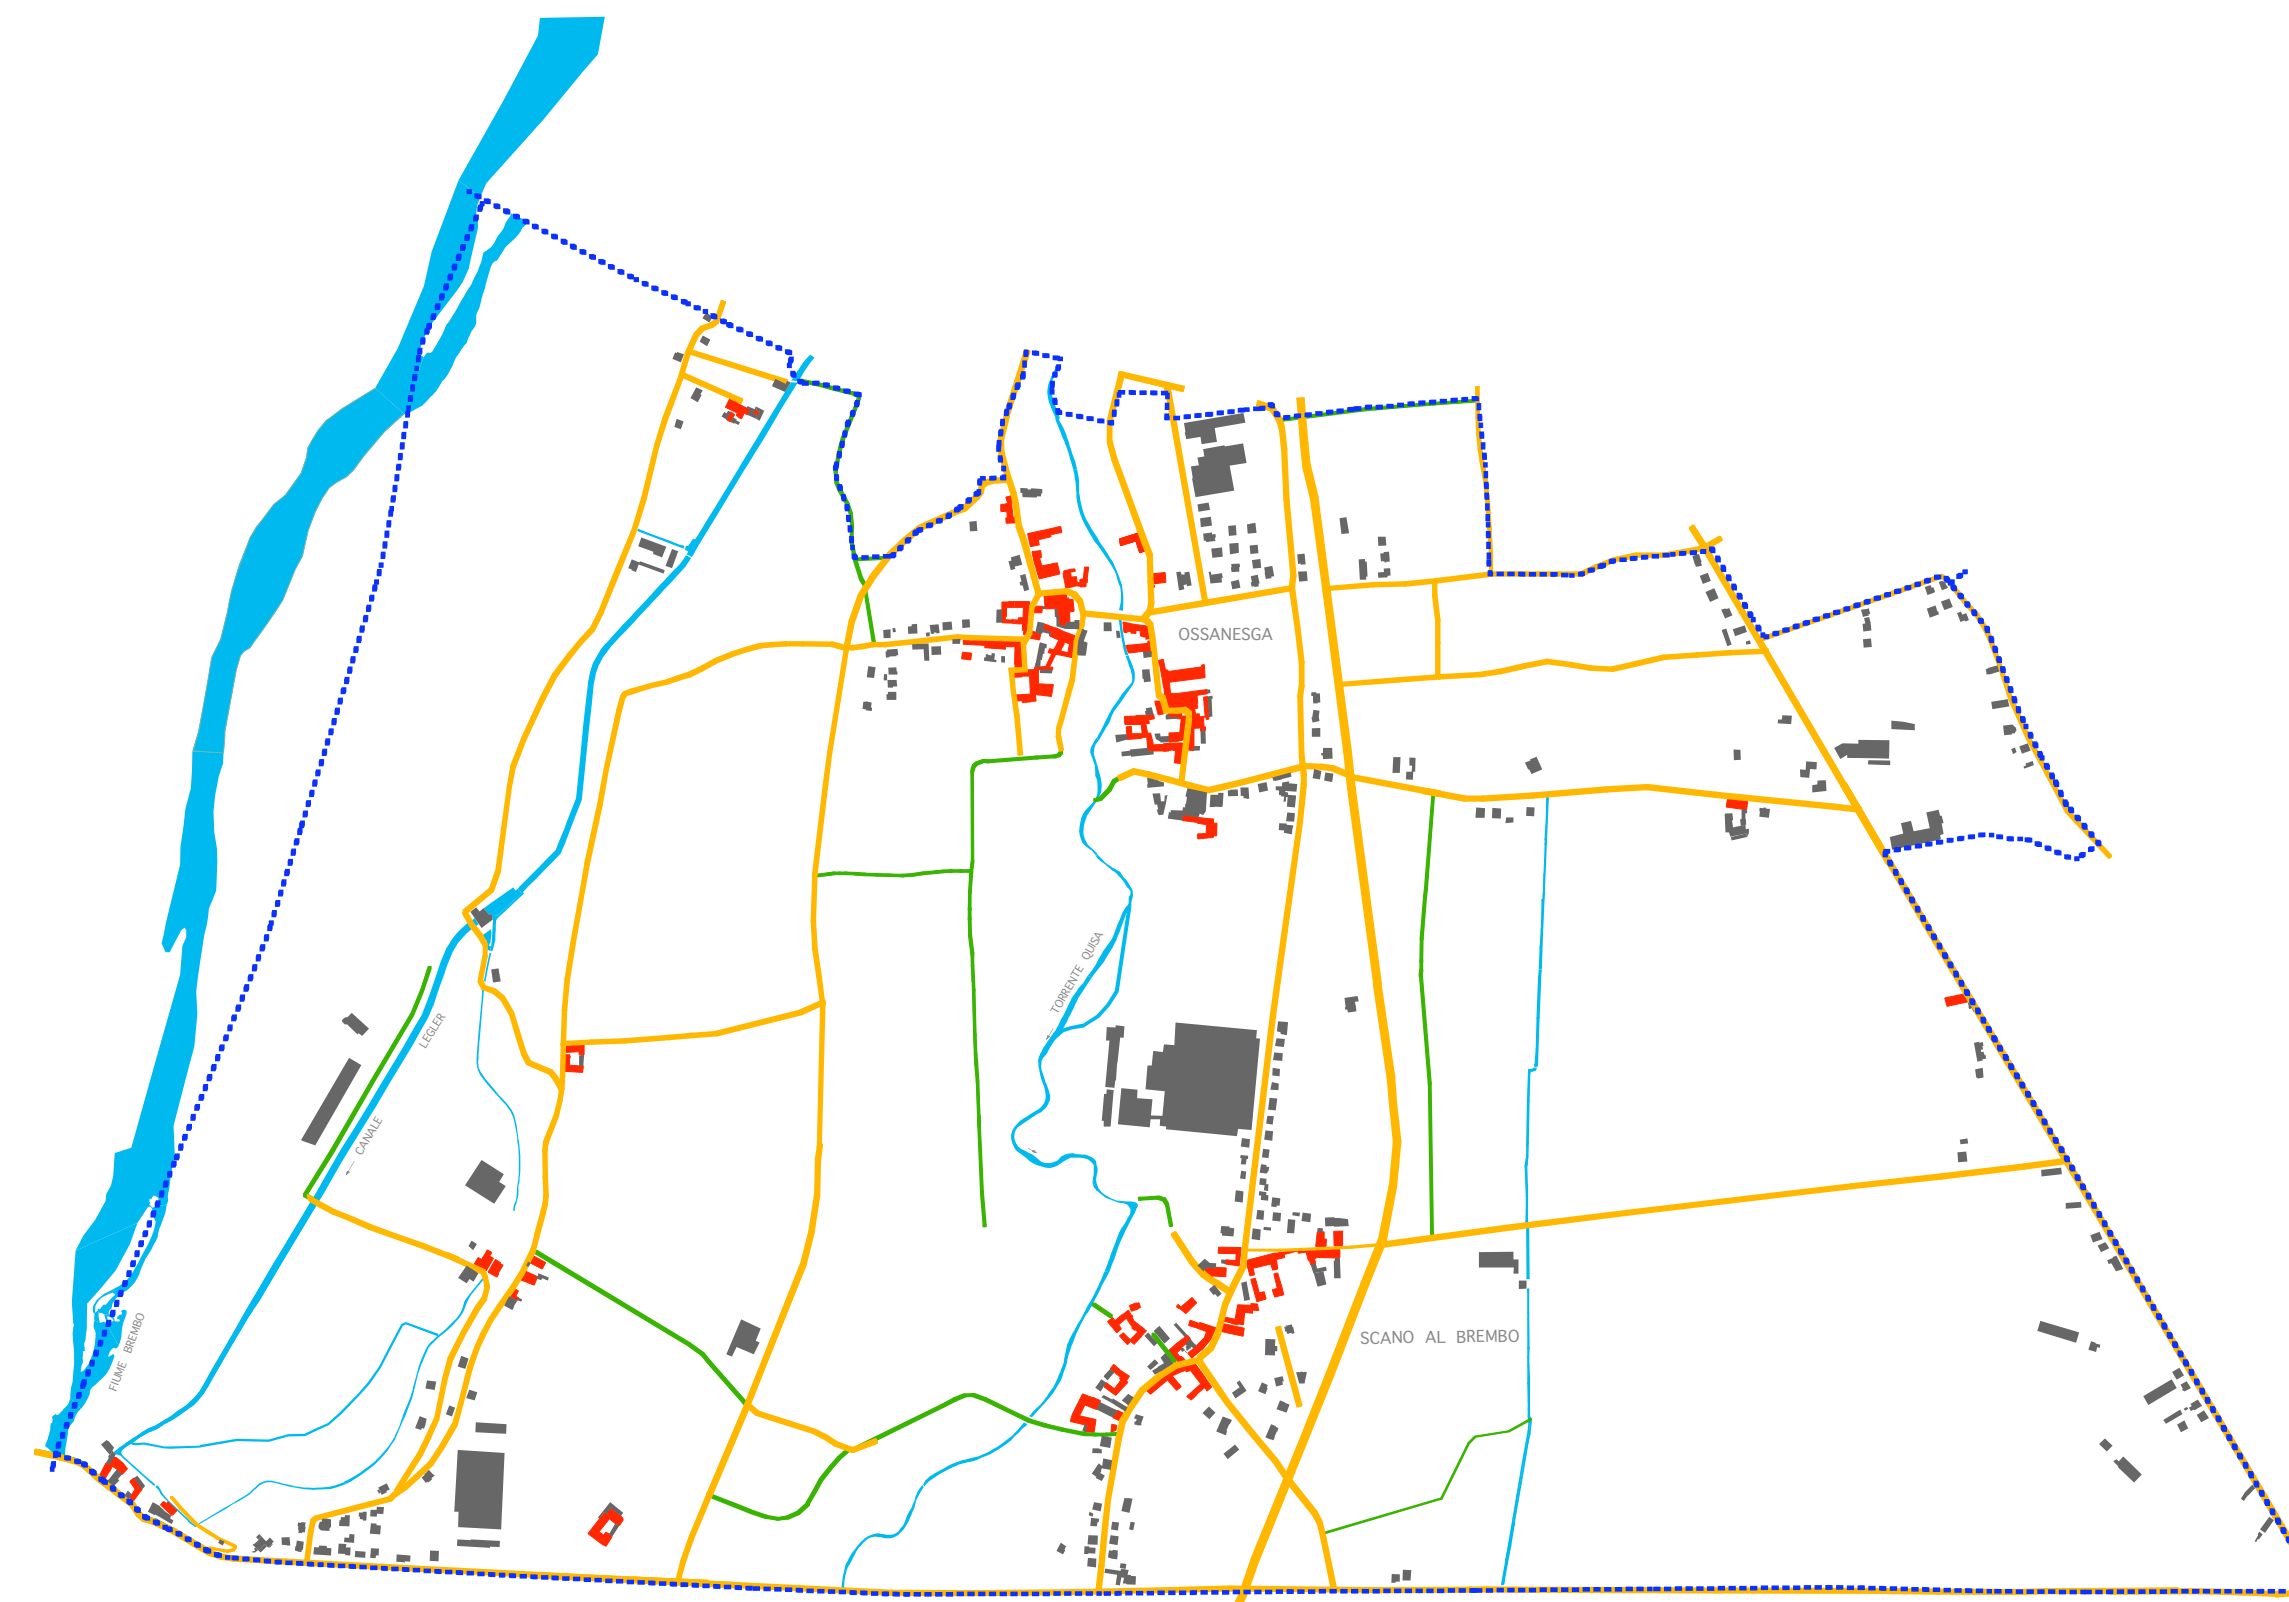 OSSANESGA
← TORRENTE QUISA
← CANALE LEGLER
FIUME BREMBO
SCANO AL BREMBO